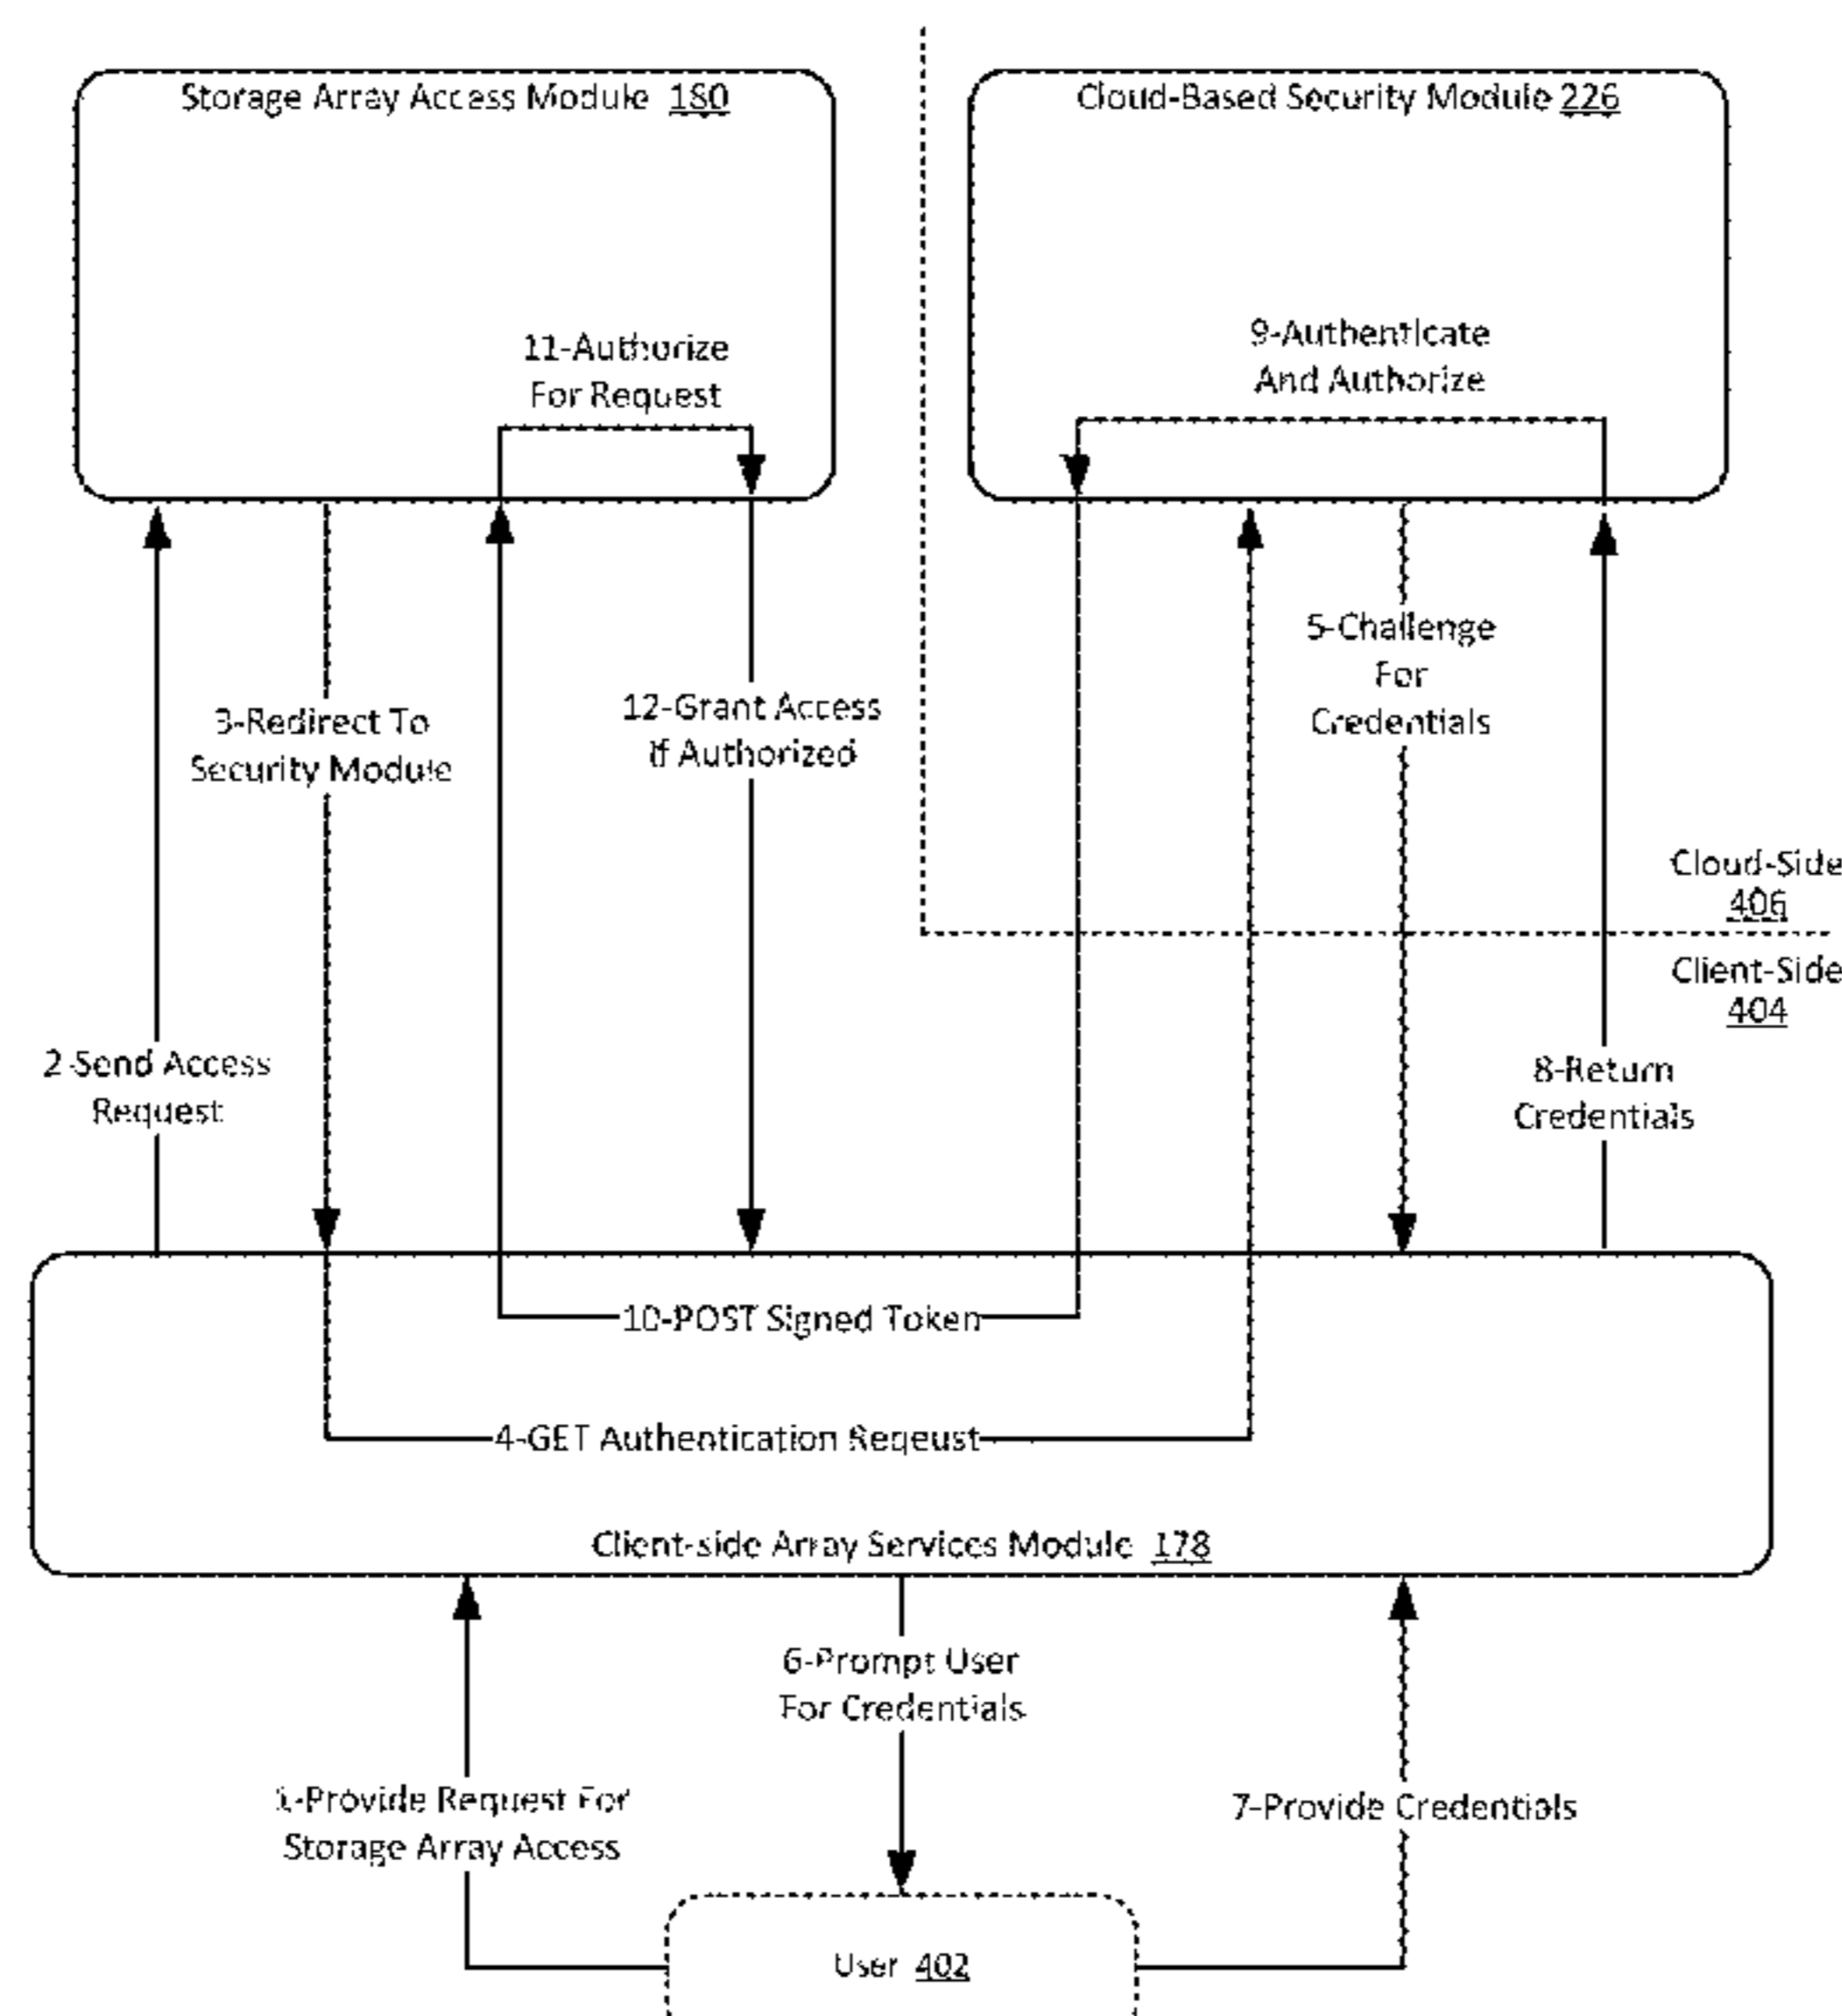 Storage Array Access Module 180
Cloud-Based Security Module 226
11-Authorize
For Request
9-Authenticate
And Authorize
5-Challenge
For
Credentials
3-Redirect To
Security Module
12-Grant Access
If Authorized
Cloud-Side
406
Client-Side
404
2-Send Access
Request
8-Return
Credentials
10-POST Signed Token
4-GET Authentication Reqeust
Client-side Array Services Module 178
6-Prompt User
For Credentials
1-Provide Request For
Storage Array Access
7-Provide Credentials
User 402